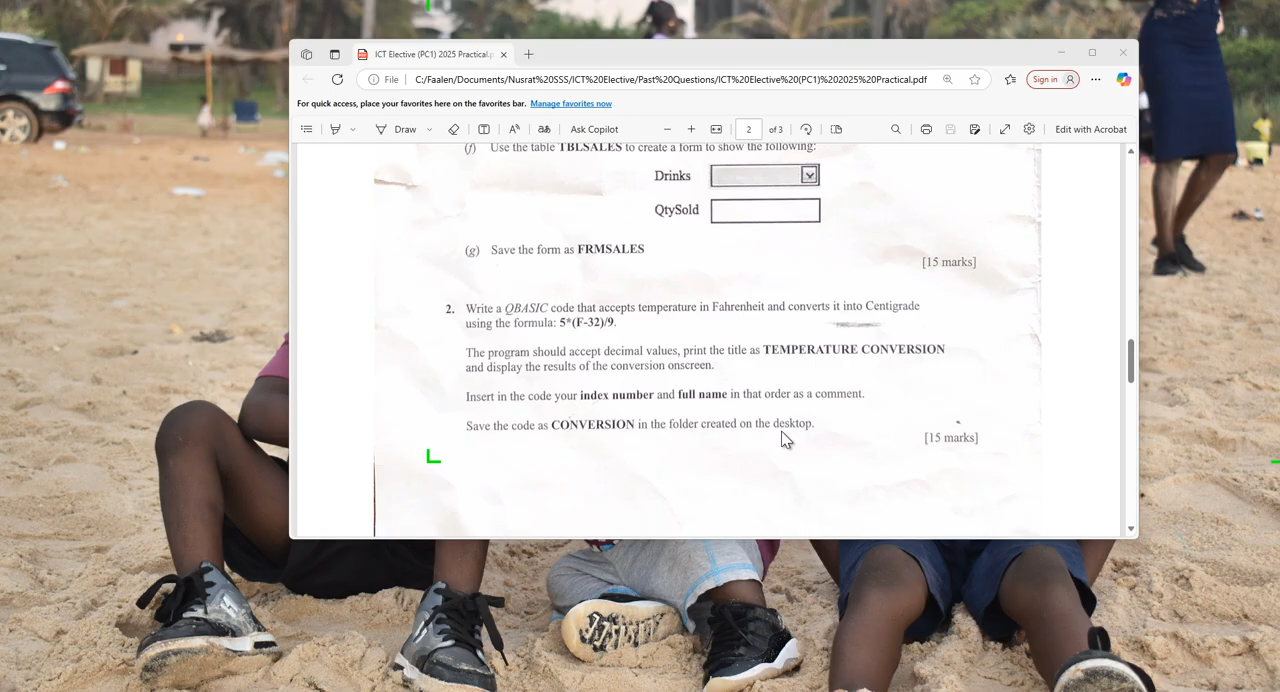 ICT Elective (PC1) 2025 Practical.p
File C:/Faalen/Documents/Nusrat%20SSS/ICT%20Elective/Past%20Questions/ICT%20Elective%20(PC1)%202025%20Practical.pdf
Sign in
For quick access, place your favorites here on the favorites bar. Manage favorites now
Draw
Ask Copilot
2 of 3
Edit with Acrobat
(f) Use the table TBLSALES to create a form to show the following:
Drinks
QtySold
(g) Save the form as FRMSALES
[15 marks]
2. Write a QBASIC code that accepts temperature in Fahrenheit and converts it into Centigrade
using the formula: 5*(F-32)/9.
The program should accept decimal values, print the title as TEMPERATURE CONVERSION
and display the results of the conversion onscreen.
Insert in the code your index number and full name in that order as a comment.
Save the code as CONVERSION in the folder created on the desktop.
[15 marks]